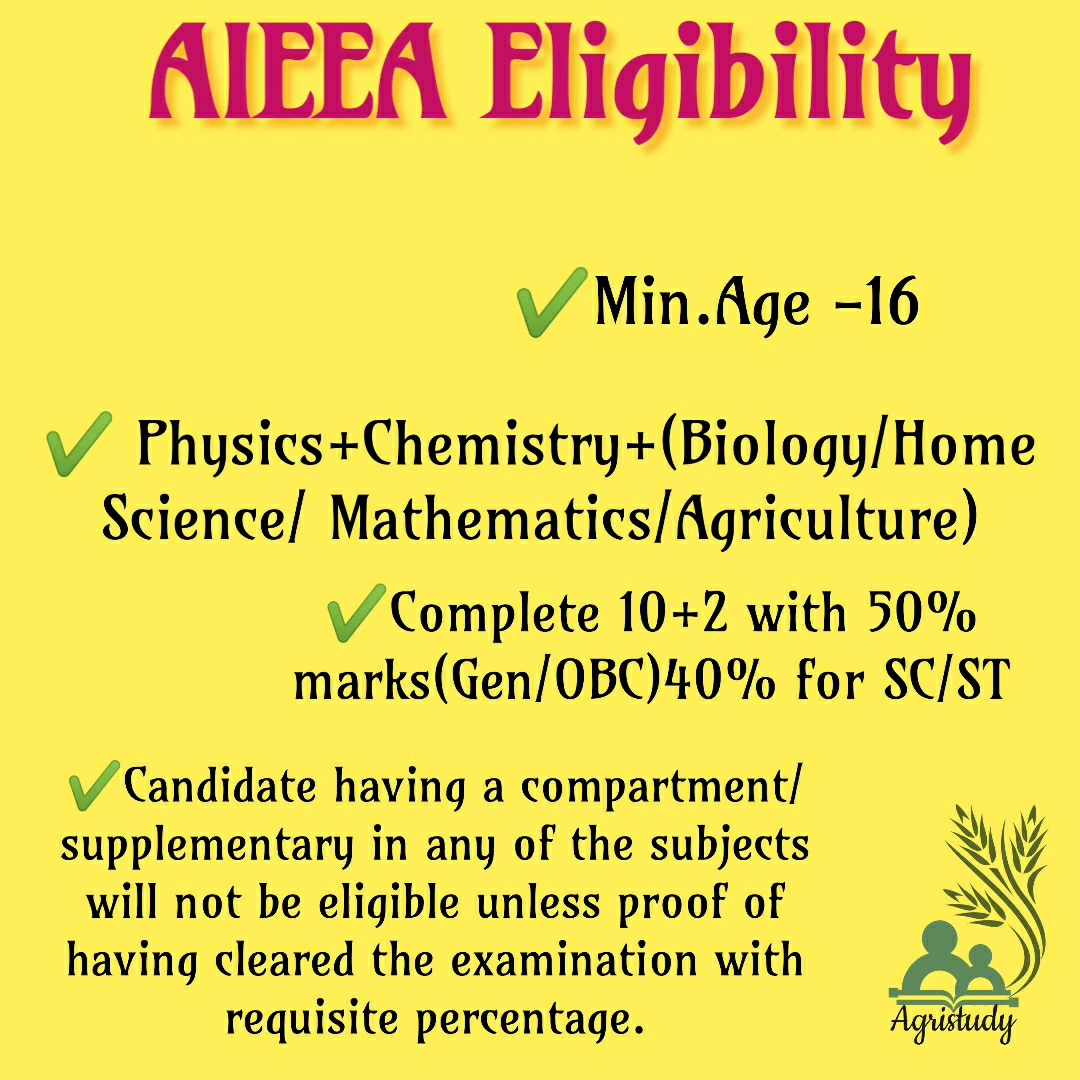 AIEEA Eligibility
✔Min.Age -16
✔ Physics+Chemistry+(Biology/Home
Science/ Mathematics/Agriculture)
✔Complete 10+2 with 50%
marks(Gen/OBC)40% for SC/ST
✔Candidate having a compartment/
supplementary in any of the subjects
will not be eligible unless proof of
having cleared the examination with
requisite percentage.
Agristudy